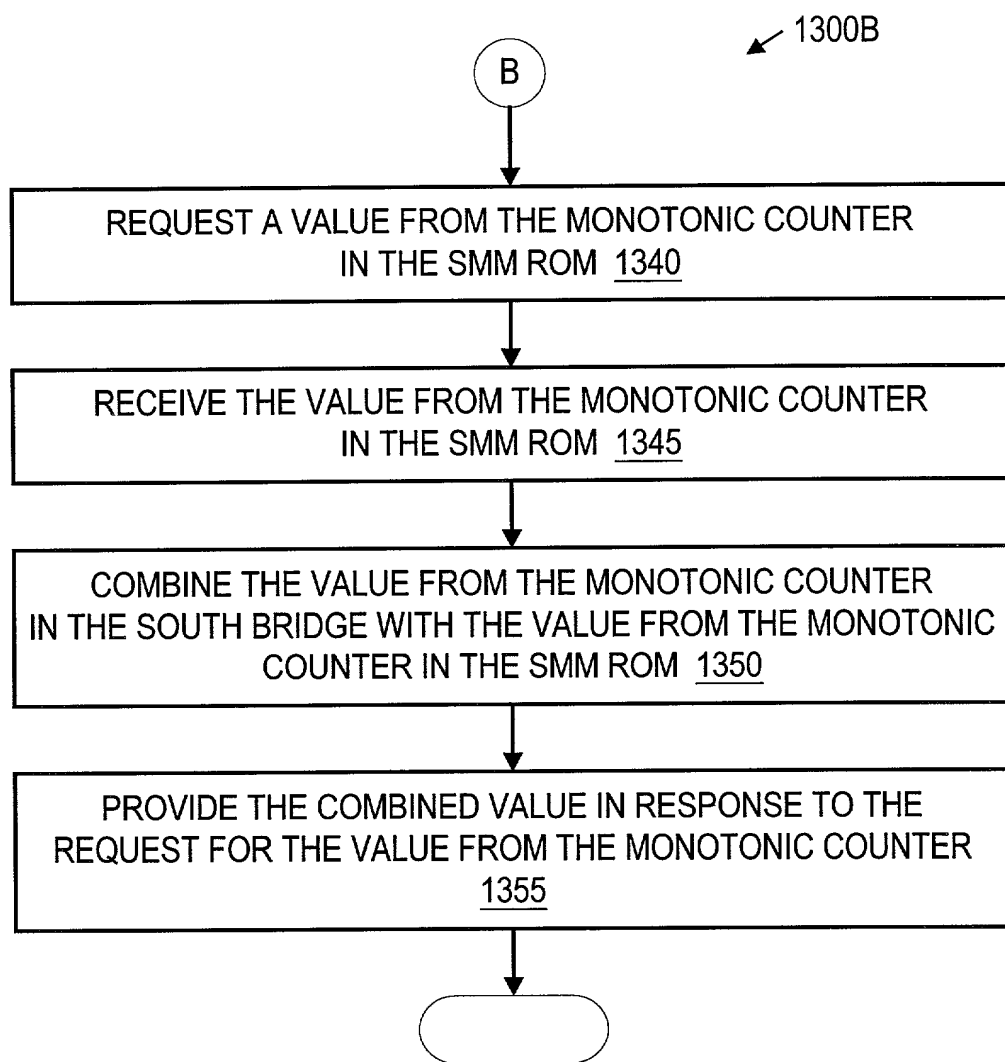 1300B
B
REQUEST A VALUE FROM THE MONOTONIC COUNTER
IN THE SMM ROM 1340
RECEIVE THE VALUE FROM THE MONOTONIC COUNTER
IN THE SMM ROM 1345
COMBINE THE VALUE FROM THE MONOTONIC COUNTER
IN THE SOUTH BRIDGE WITH THE VALUE FROM THE MONOTONIC
COUNTER IN THE SMM ROM 1350
PROVIDE THE COMBINED VALUE IN RESPONSE TO THE
REQUEST FOR THE VALUE FROM THE MONOTONIC COUNTER
1355